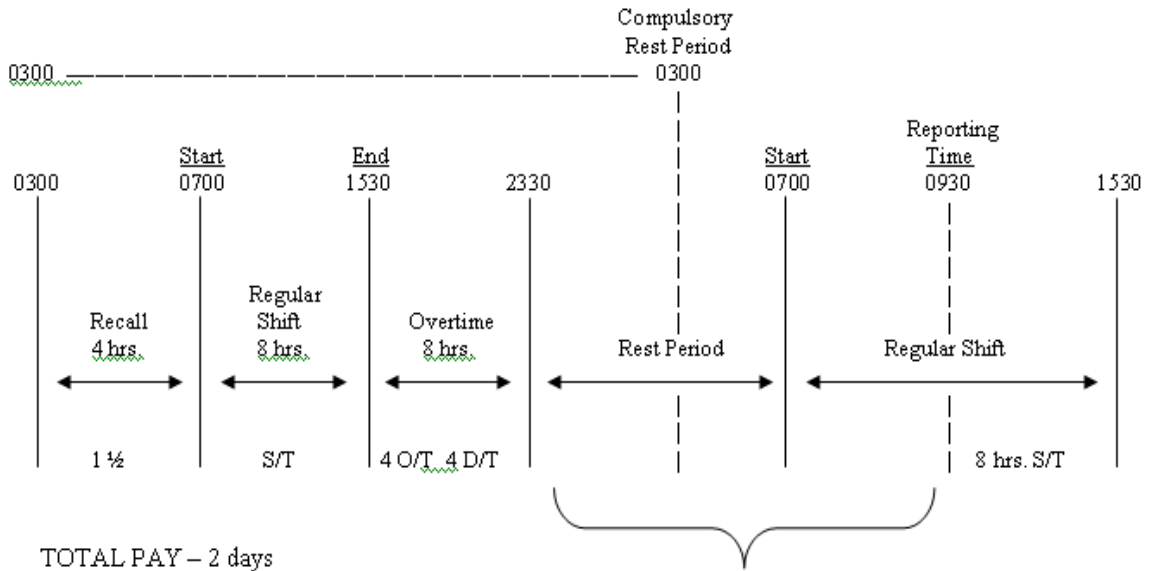 Compulsory
Rest Period
0300 0300
Reporting
Start End Start Time
0300 0700 1530 2330 0700 0930 1530
Regular
Recall Shift Overtime
4 hrs. 8 hrs. 8 hrs. Rest Period Regular Shift
1 ½ S/T 4 O/T 4 D/T 8 hrs. S/T
TOTAL PAY – 2 days